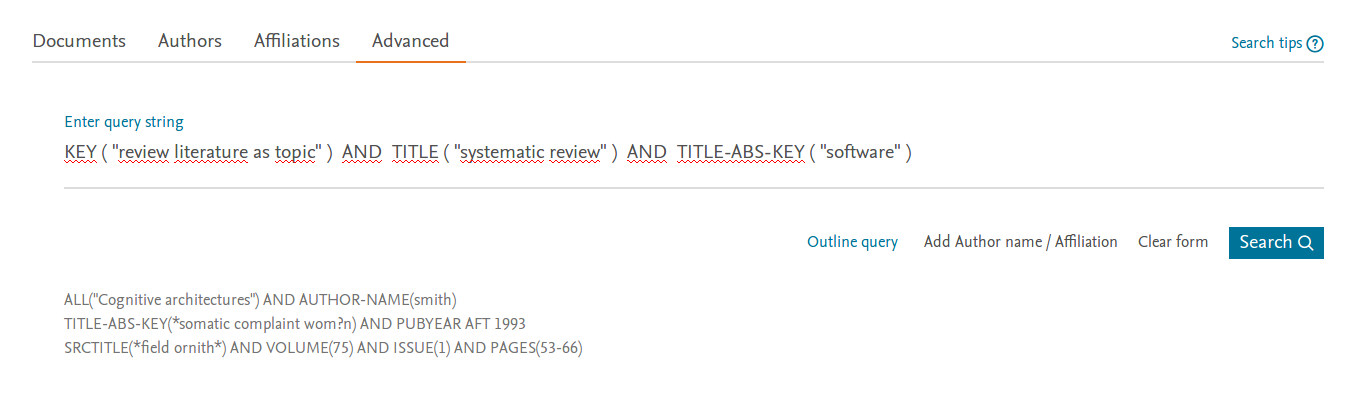 Documents Authors Affiliations Advanced Search tips ?
Enter query string
KEY ( "review literature as topic" ) AND TITLE ( "systematic review" ) AND TITLE-ABS-KEY ( "software" )
Outline query Add Author name / Affiliation Clear form Search
ALL("Cognitive architectures") AND AUTHOR-NAME(smith)
TITLE-ABS-KEY(*somatic complaint wom?n) AND PUBYEAR AFT 1993
SRCTITLE(*field ornith*) AND VOLUME(75) AND ISSUE(1) AND PAGES(53-66)